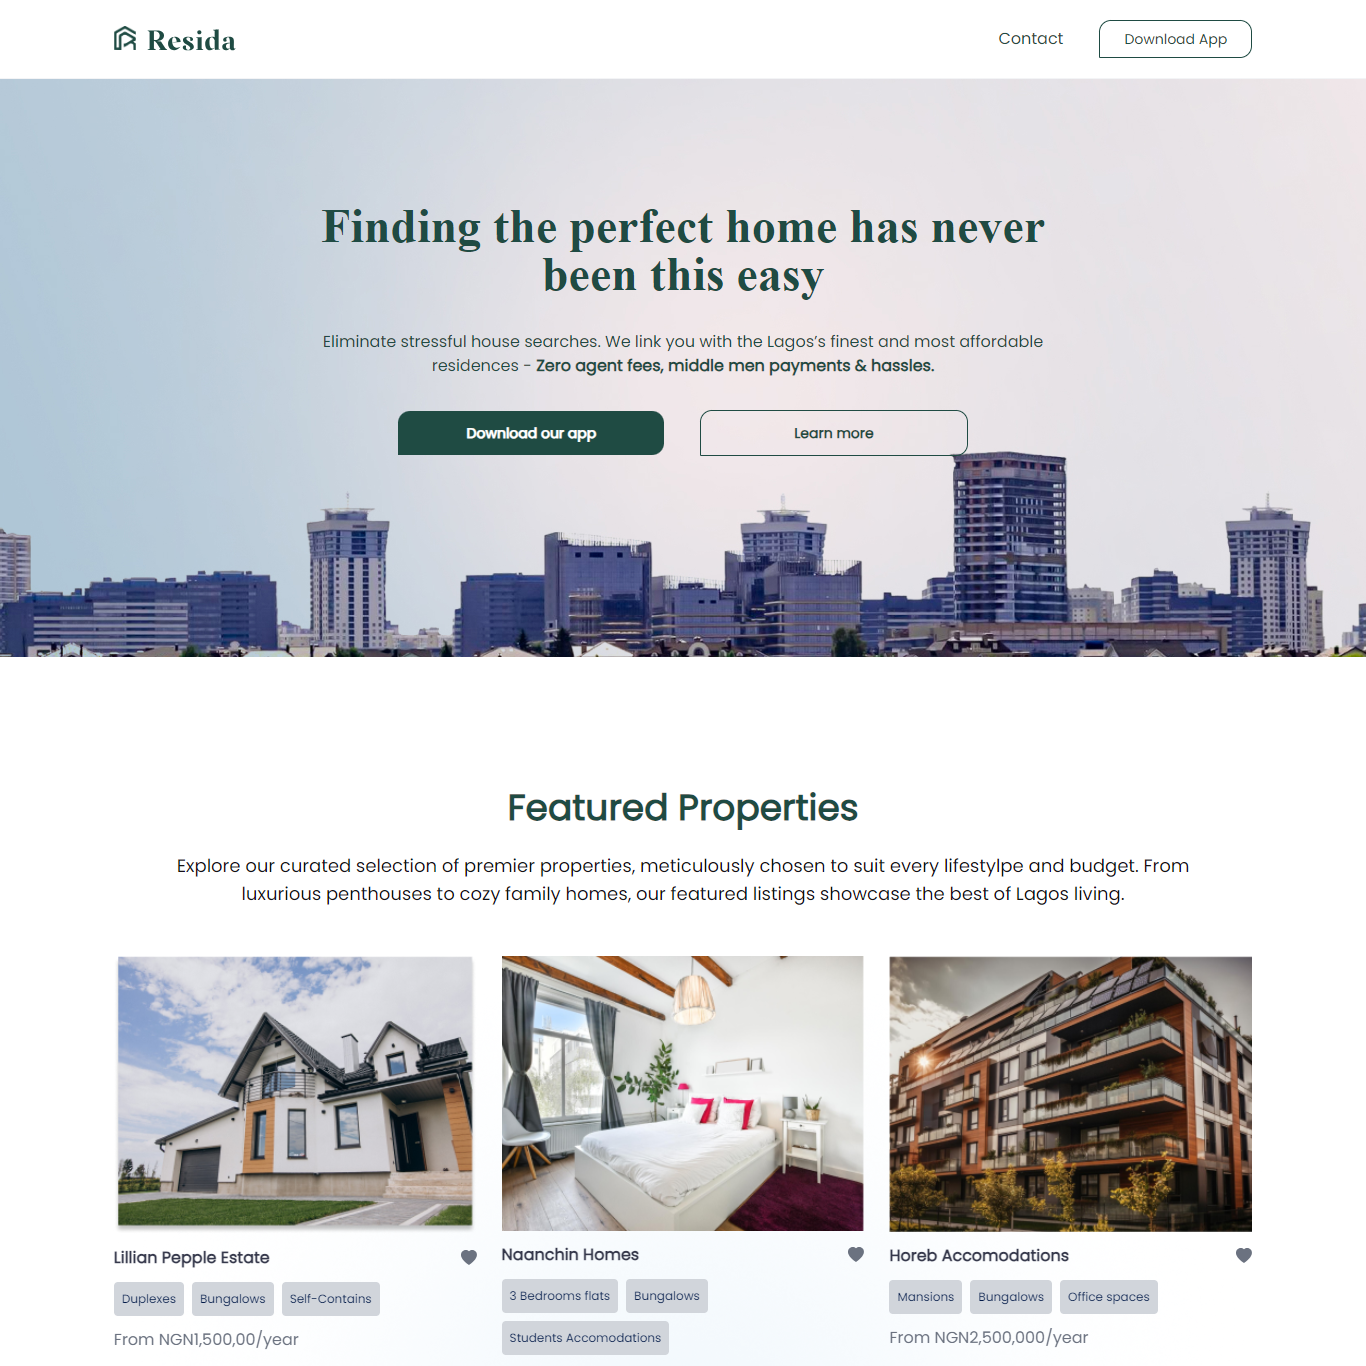 Resida
Contact
Download App
Finding the perfect home has never
been this easy
Eliminate stressful house searches. We link you with the Lagos’s finest and most affordable
residences - Zero agent fees, middle men payments & hassles.
Download our app
Learn more
Featured Properties
Explore our curated selection of premier properties, meticulously chosen to suit every lifestylpe and budget. From
luxurious penthouses to cozy family homes, our featured listings showcase the best of Lagos living.
Lillian Pepple Estate
Duplexes
Bungalows
Self-Contains
From NGN1,500,00/year
Naanchin Homes
3 Bedrooms flats
Bungalows
Students Accomodations
Horeb Accomodations
Mansions
Bungalows
Office spaces
From NGN2,500,000/year